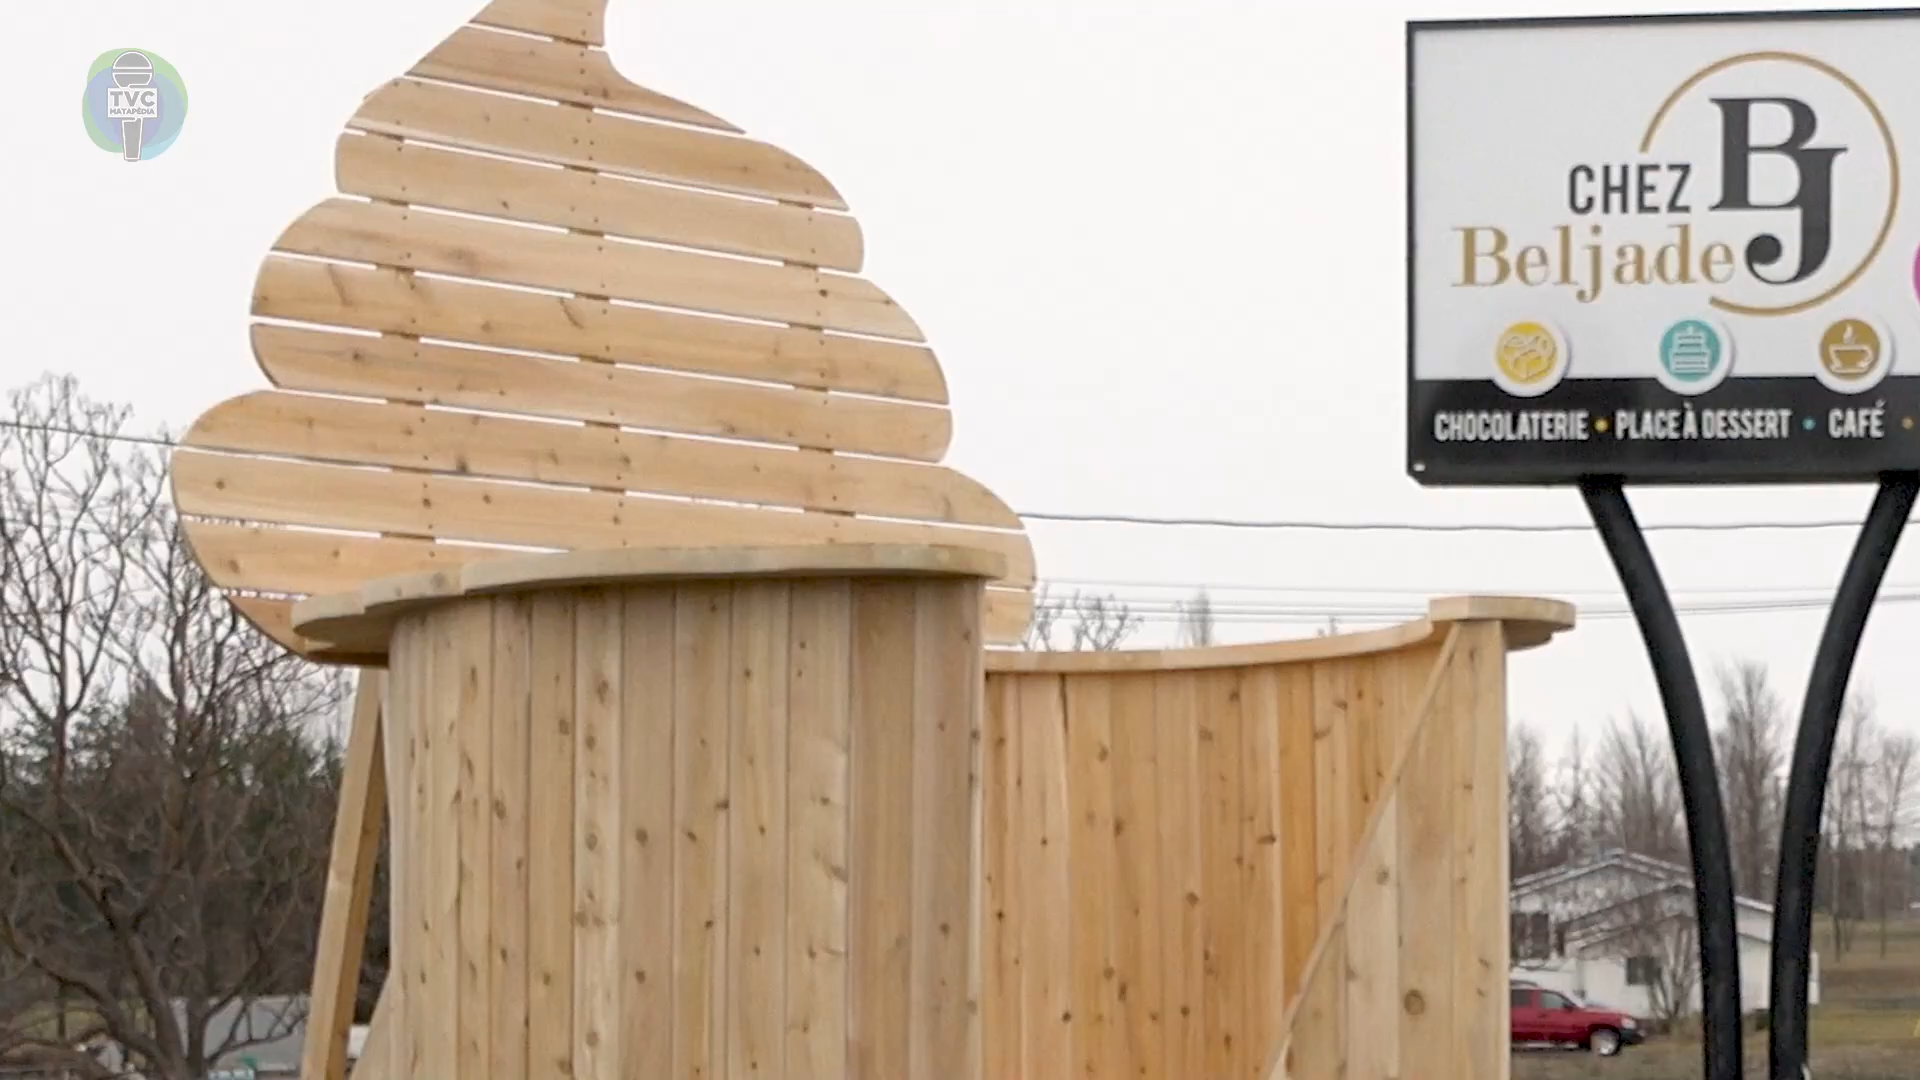 TVC
MATAPÉDIA
BJ
CHEZ
Beljade
CHOCOLATERIE • PLACE À DESSERT • CAFÉ •